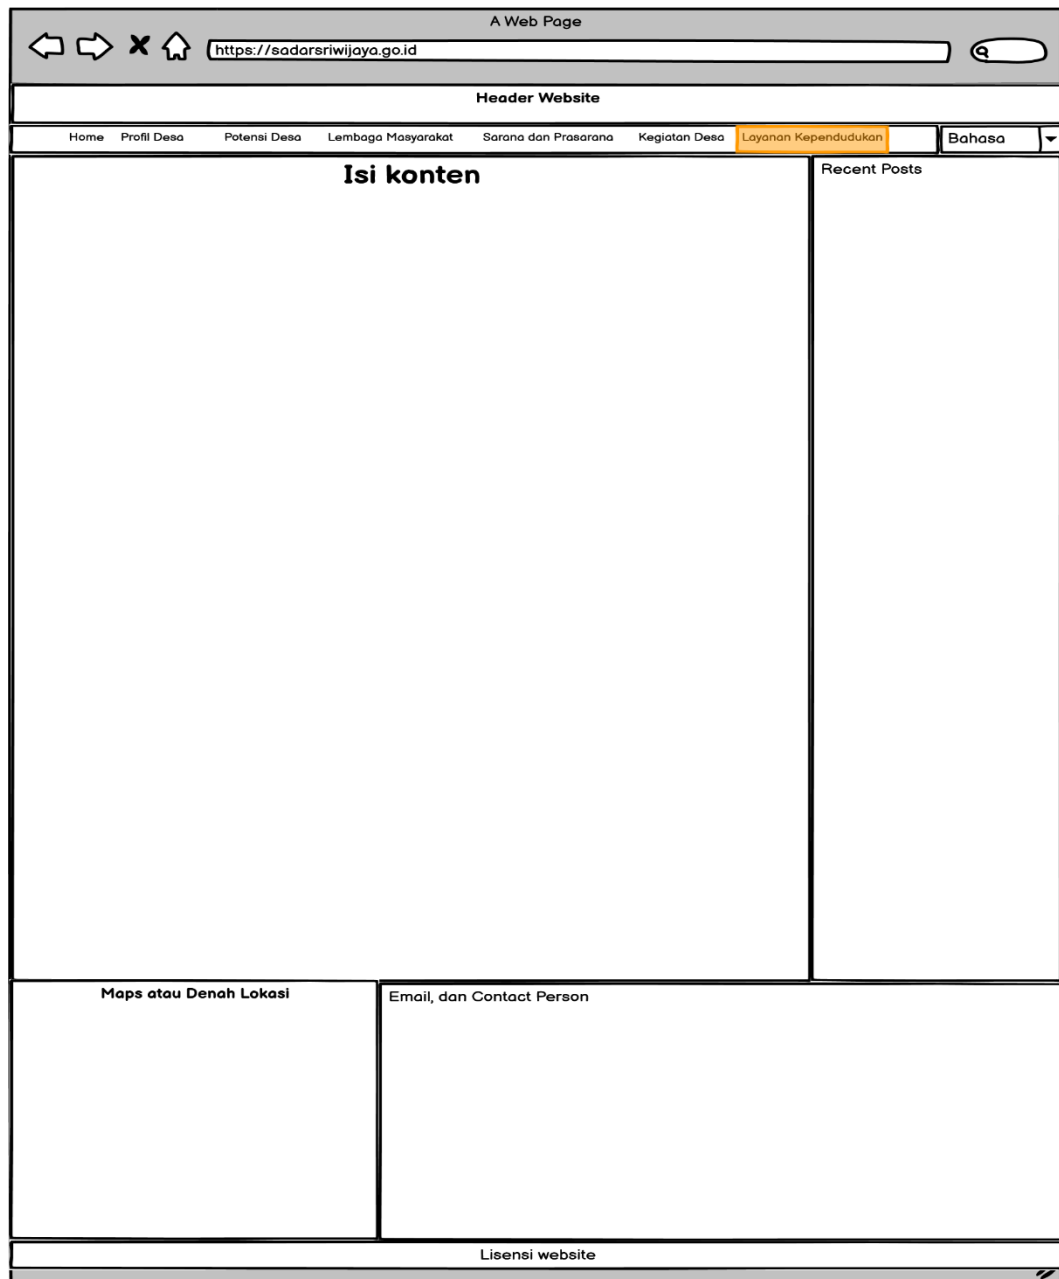 A Web Page
https://sadarsriwijaya.go.id
Header Website
Home Profil Desa Potensi Desa Lembaga Masyarakat Sarana dan Prasarana Kegiatan Desa Layanan Kependudukan Bahasa
Isi konten
Recent Posts
Maps atau Denah Lokasi
Email, dan Contact Person
Lisensi website